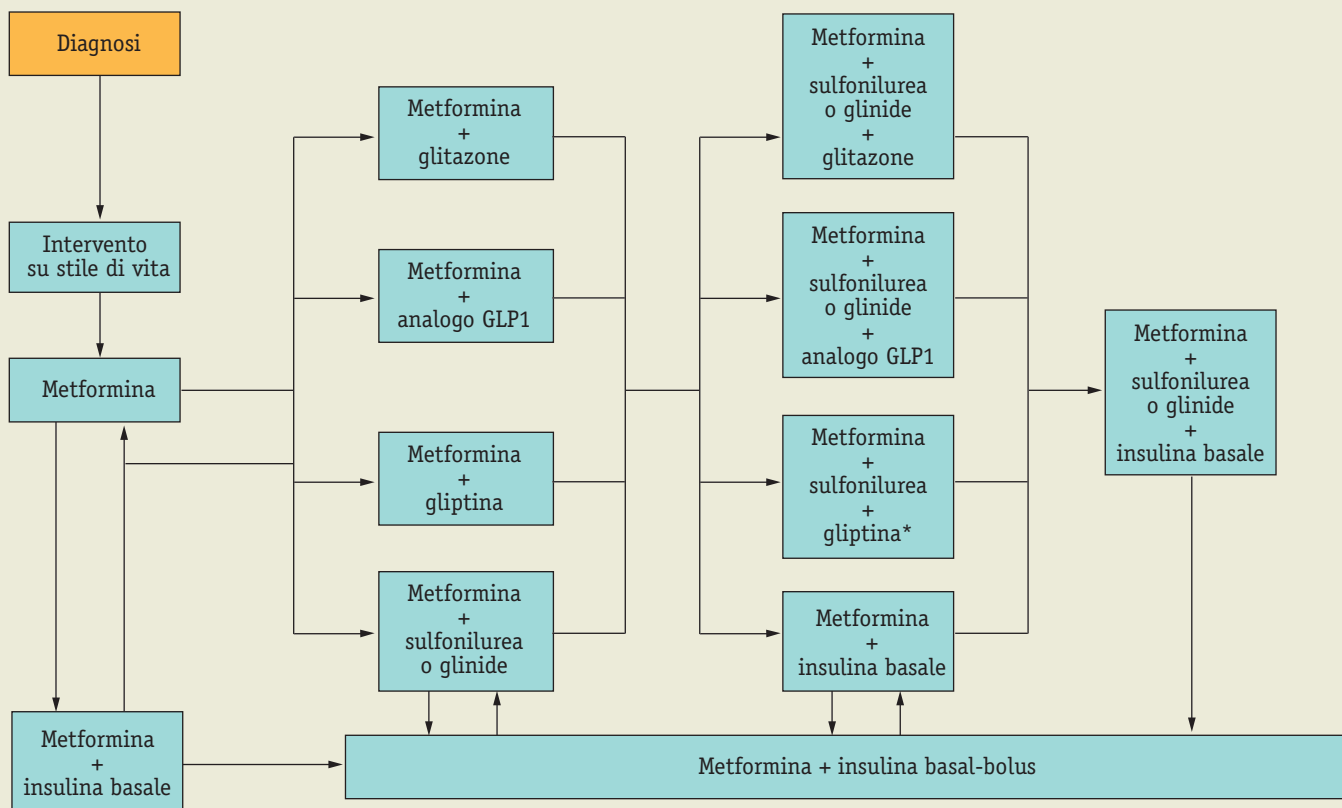 Diagnosi
Intervento
su stile di vita
Metformina
Metformina
+
insulina basale
Metformina
+
glitazone
Metformina
+
analogo GLP1
Metformina
+
gliptina
Metformina
+
sulfonilurea
o glinide
Metformina
+
sulfonilurea
o glinide
+
glitazone
Metformina
+
sulfonilurea
o glinide
+
analogo GLP1
Metformina
+
sulfonilurea
+
gliptina*
Metformina
+
insulina basale
Metformina
+
sulfonilurea
o glinide
+
insulina basale
Metformina + insulina basal-bolus